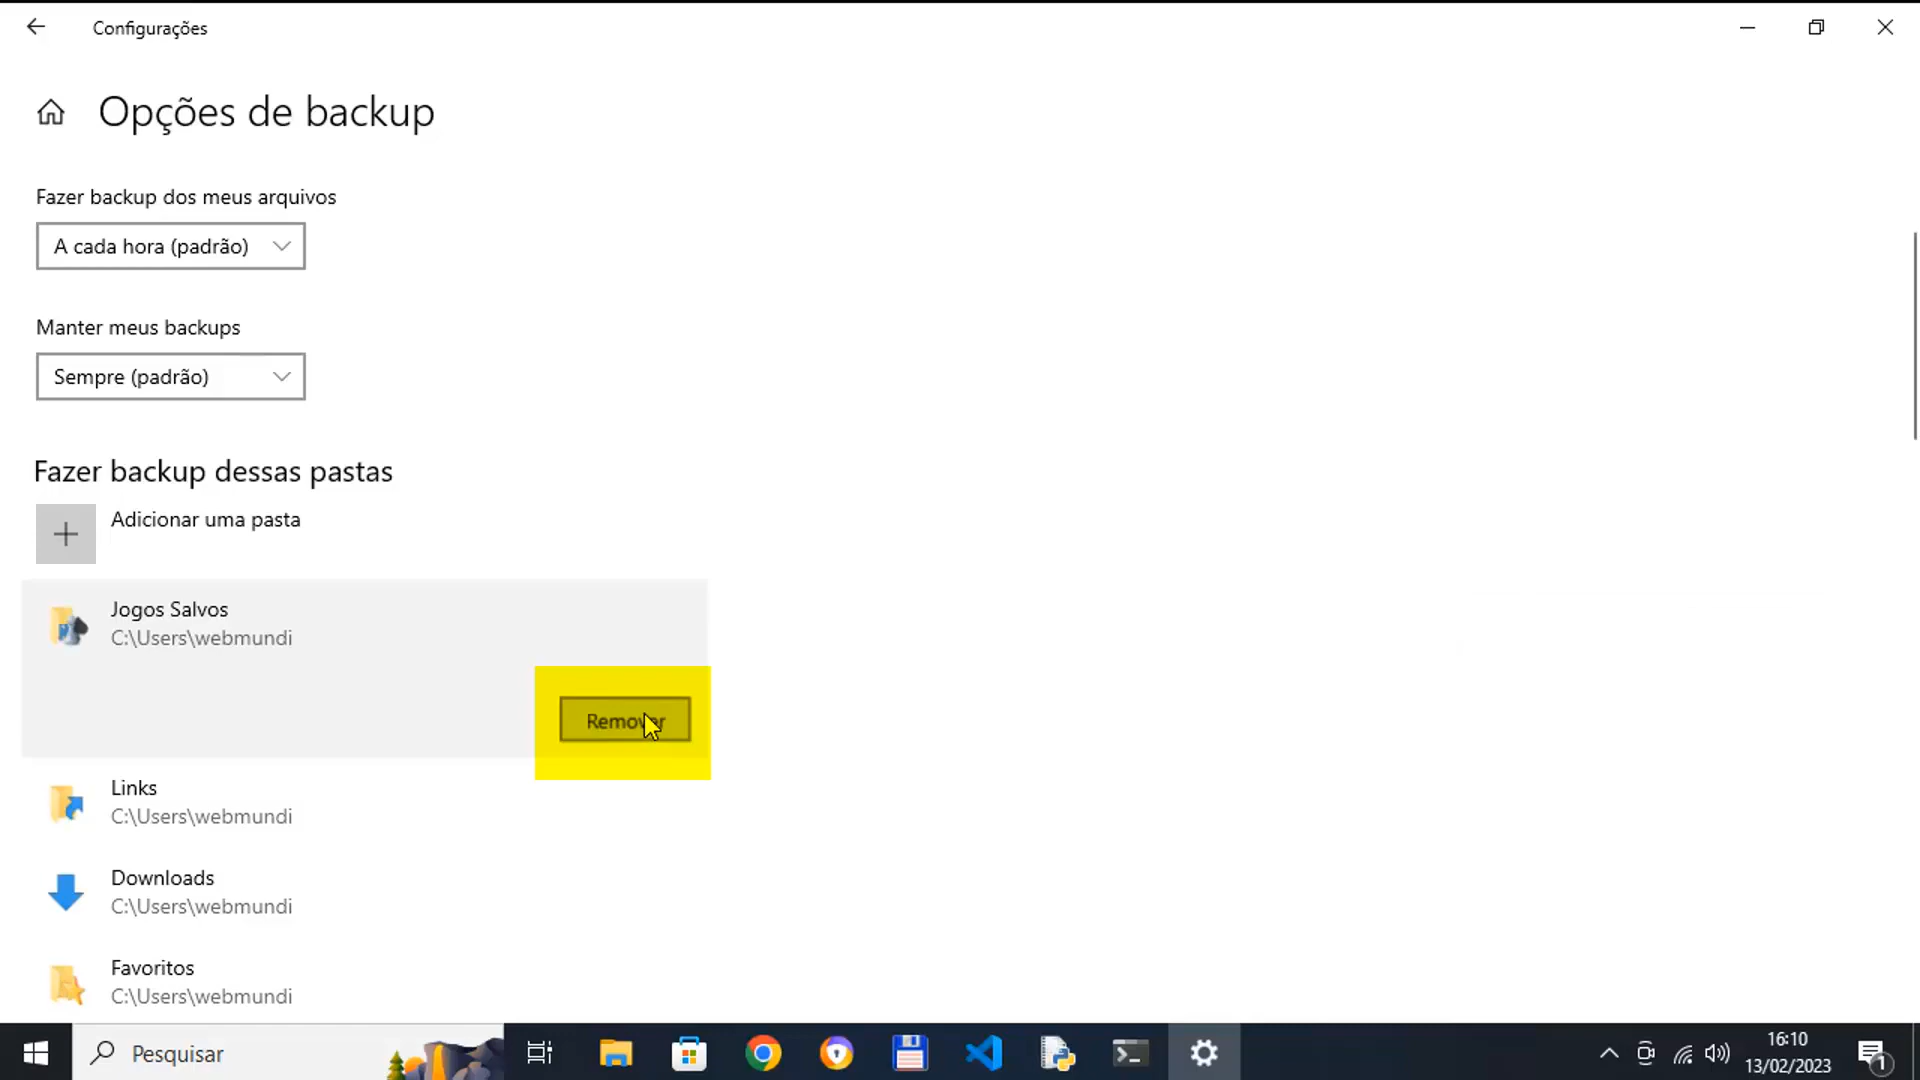 Configurações
Opções de backup
Fazer backup dos meus arquivos
A cada hora (padrão)
Manter meus backups
Sempre (padrão)
Fazer backup dessas pastas
Adicionar uma pasta
Jogos Salvos
C:\Users\webmundi
Remover
Links
C:\Users\webmundi
Downloads
C:\Users\webmundi
Favoritos
C:\Users\webmundi
Pesquisar
16:10
13/02/2023
1